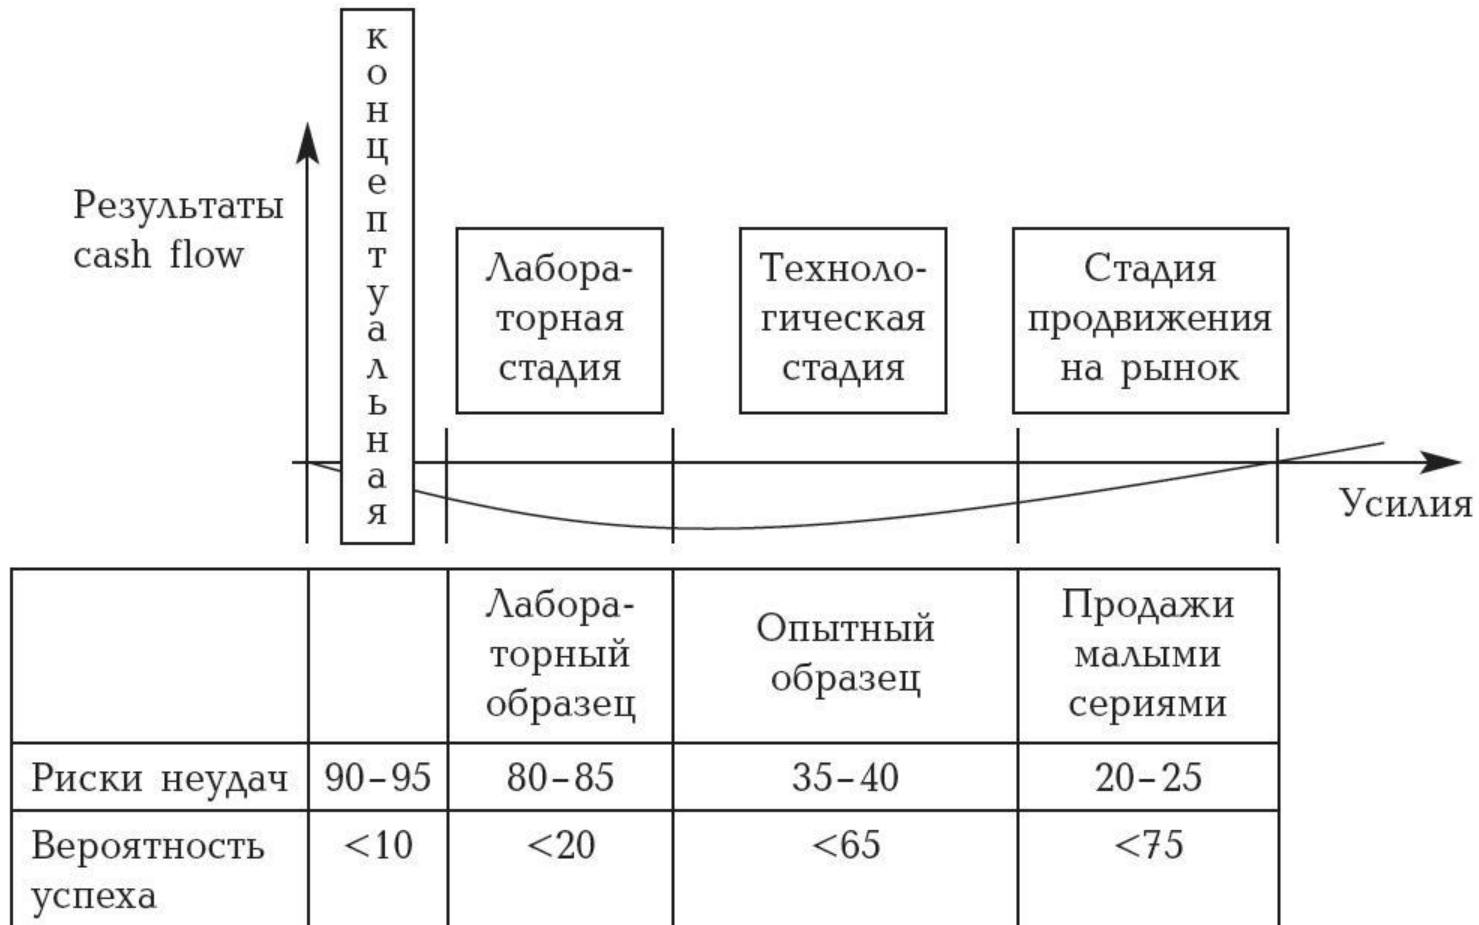 концептуальная
Результаты
cash flow
Лабора-
торная
стадия
Техноло-
гическая
стадия
Стадия
продвижения
на рынок
Усилия
Лабора-
торный
образец
Опытный
образец
Продажи
малыми
сериями
Риски неудач 90–95 80–85 35–40 20–25
Вероятность <10 <20 <65 <75
успеха